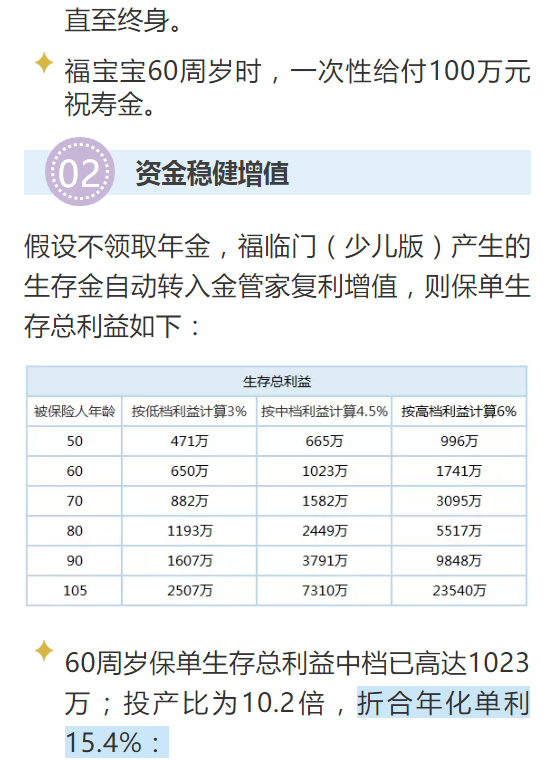 直至终身。
福宝宝60周岁时，一次性给付100万元
祝寿金。
02 资金稳健增值
假设不领取年金，福临门（少儿版）产生的
生存金自动转入金管家复利增值，则保单生
存总利益如下：
生存总利益
被保险人年龄 按低档利益计算3% 按中档利益计算4.5% 按高档利益计算6%
50 471万 665万 996万
60 650万 1023万 1741万
70 882万 1582万 3095万
80 1193万 2449万 5517万
90 1607万 3791万 9848万
105 2507万 7310万 23540万
60周岁保单生存总利益中档已高达1023
万；投产比为10.2倍，折合年化单利
15.4%：